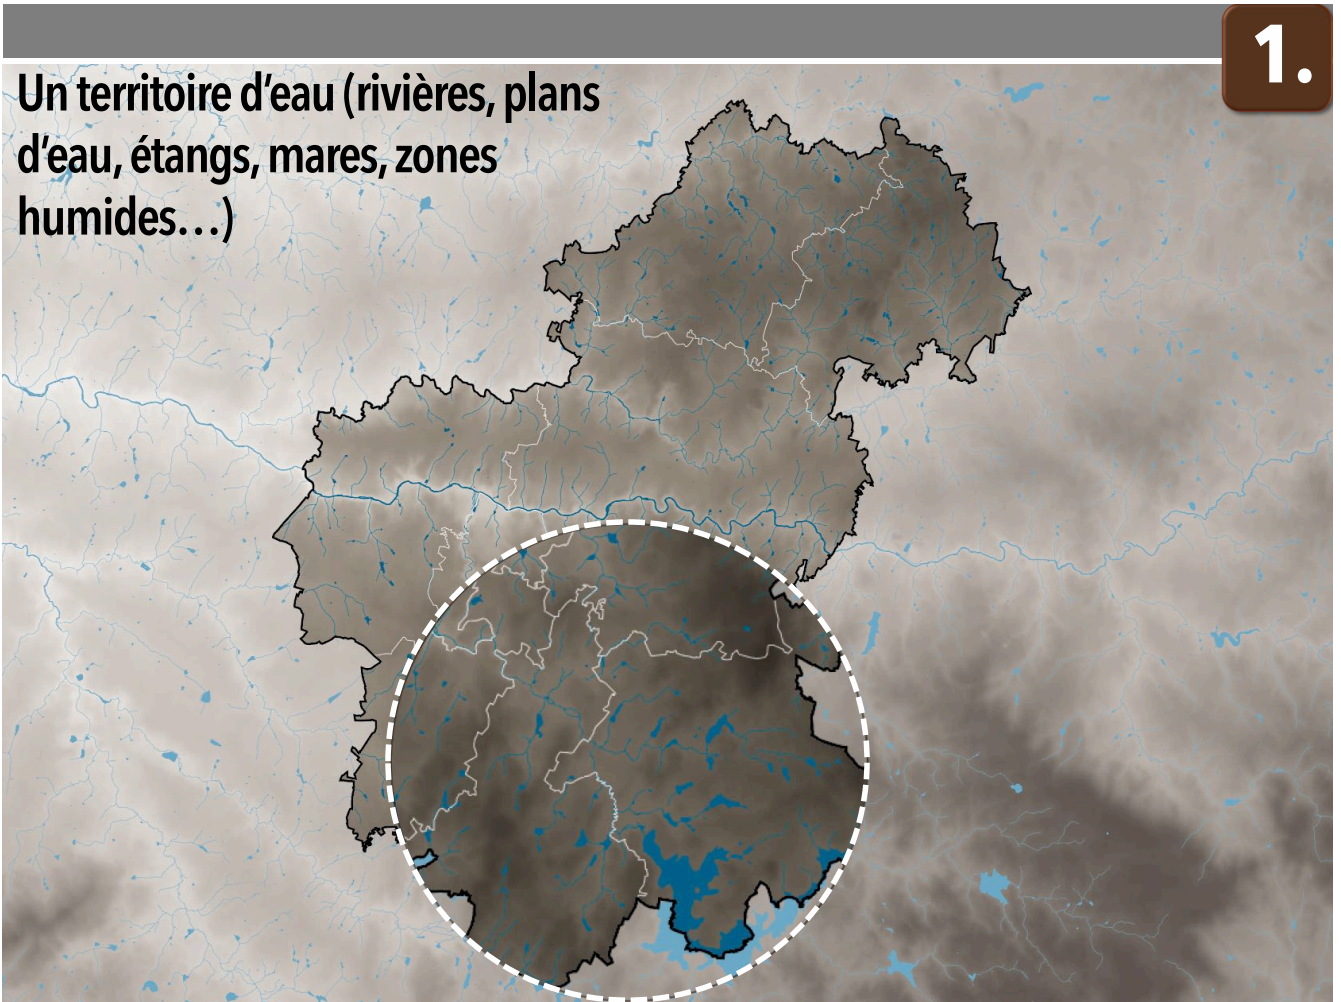 1.
Un territoire d’eau (rivières, plans
d’eau, étangs, mares, zones
humides…)